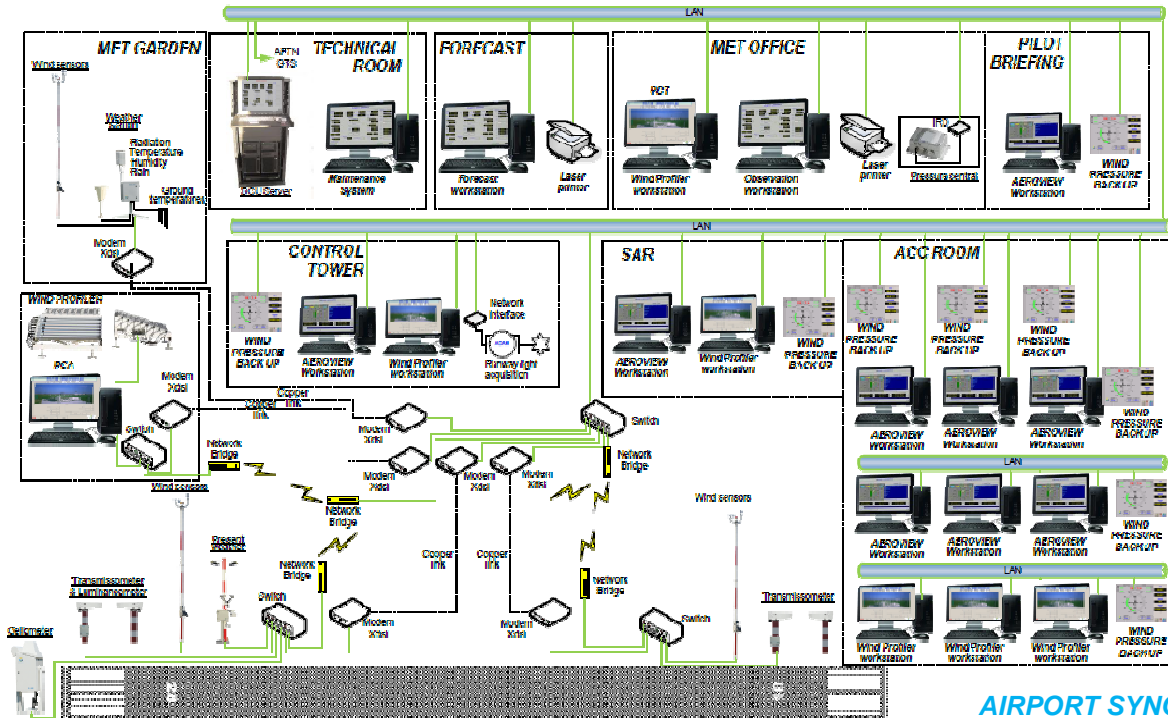 LAN
MET GARDEN
Wind sensors
Weather
Radiation
Temperature
Humidity
Rain
Ground
temperatures
Modem
Xdsl
TECHNICAL
ROOM
AFTN
GTS
Server
Maintenance
System
FORECAST
Forecast
workstation
Laser
printer
MET OFFICE
Wind Profiler
workstation
Observation
workstation
Laser
printer
Pressure central
PILOT
BRIEFING
AEROVIEW
Workstation
WIND
PRESSURE
BACK UP
LAN
CONTROL
TOWER
WIND
PRESSURE
BACK UP
AEROVIEW
Workstation
Wind Profiler
workstation
Network
Interface
Runway light
acquisition
SAR
AEROVIEW
Workstation
Wind Profiler
workstation
WIND
PRESSURE
BACK UP
ACC ROOM
WIND
PRESSURE
BACK UP
WIND
PRESSURE
BACK UP
WIND
PRESSURE
BACK UP
AEROVIEW
Workstation
AEROVIEW
Workstation
AEROVIEW
Workstation
WIND
PRESSURE
BACK UP
LAN
AEROVIEW
Workstation
AEROVIEW
Workstation
AEROVIEW
Workstation
WIND
PRESSURE
BACK UP
LAN
Wind Profiler
workstation
Wind Profiler
workstation
Wind Profiler
workstation
WIND
PRESSURE
BACK UP
WIND PROFILER
Modem
Xdsl
Switch
Network
Bridge
Copper
link
Copper
link
Modem
Xdsl
Switch
Modem
Xdsl
Modem
Xdsl
Modem
Xdsl
Network
Bridge
Network
Bridge
Wind sensors
Present
Transmissometer
& Luminancemeter
Ceilometer
Switch
Network
Bridge
Modem
Xdsl
Copper
link
Copper
link
Modem
Xdsl
Network
Bridge
Switch
Wind sensors
Transmissometer
AIRPORT SYNO